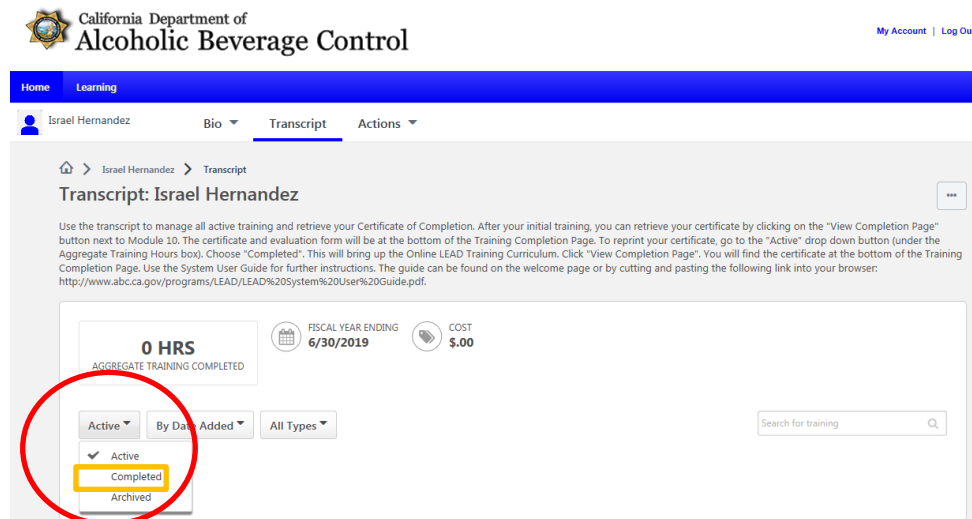 California Department of
Alcoholic Beverage Control
My Account | Log Ou
Home Learning
Israel Hernandez Bio Transcript Actions
Israel Hernandez Transcript
Transcript: Israel Hernandez
Use the transcript to manage all active training and retrieve your Certificate of Completion. After your initial training, you can retrieve your certificate by clicking on the "View Completion Page"
button next to Module 10. The certificate and evaluation form will be at the bottom of the Training Completion Page. To reprint your certificate, go to the "Active" drop down button (under the
Aggregate Training Hours box). Choose "Completed". This will bring up the Online LEAD Training Curriculum. Click "View Completion Page". You will find the certificate at the bottom of the Training
Completion Page. Use the System User Guide for further instructions. The guide can be found on the welcome page or by cutting and pasting the following link into your browser:
http://www.abc.ca.gov/programs/LEAD/LEAD%20System%20User%20Guide.pdf.
0 HRS
AGGREGATE TRAINING COMPLETED
FISCAL YEAR ENDING
6/30/2019
COST
$.00
Active By Date Added All Types Search for training
Active
Completed
Archived